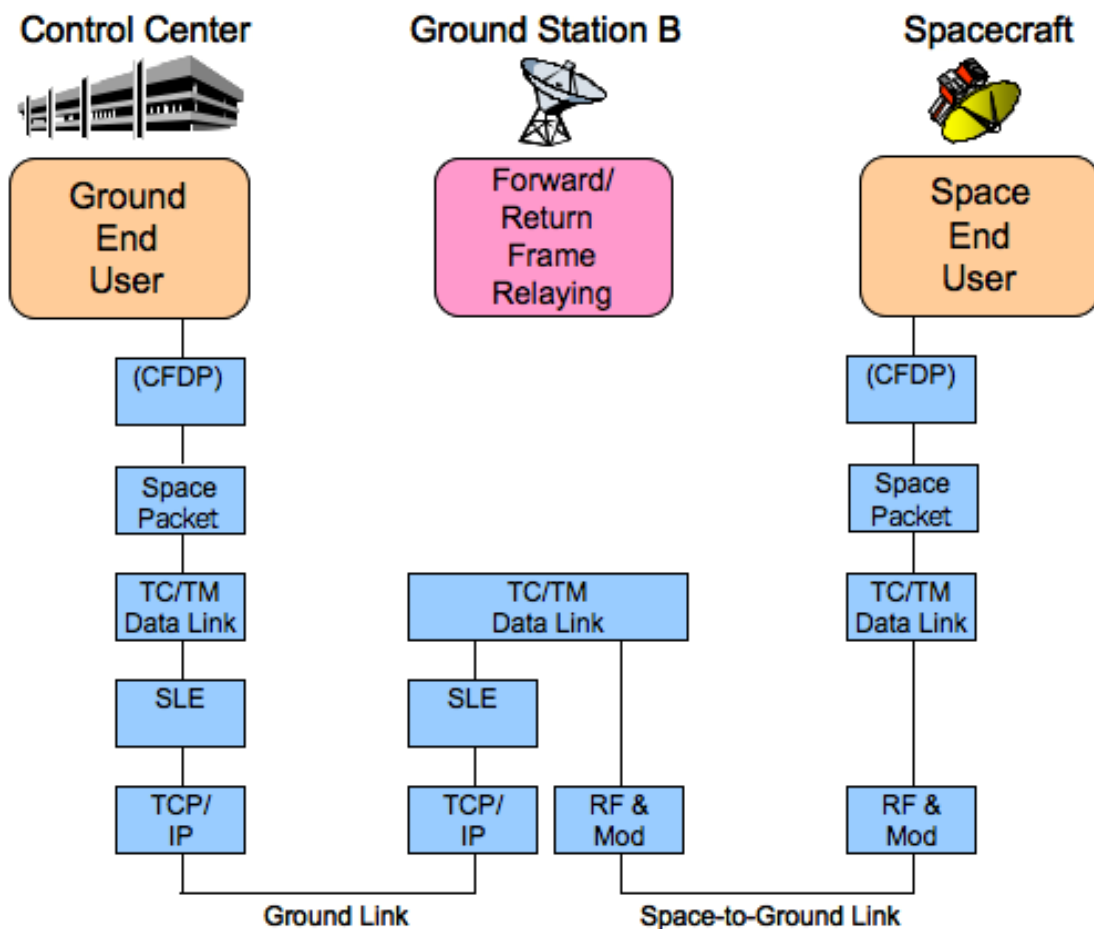 Control Center
Ground Station B
Spacecraft
Ground
End
User
Forward/
Return
Frame
Relaying
Space
End
User
(CFDP)
(CFDP)
Space
Packet
Space
Packet
TC/TM
Data Link
TC/TM
Data Link
TC/TM
Data Link
SLE
SLE
TCP/
IP
TCP/
IP
RF &
Mod
RF &
Mod
Ground Link
Space-to-Ground Link